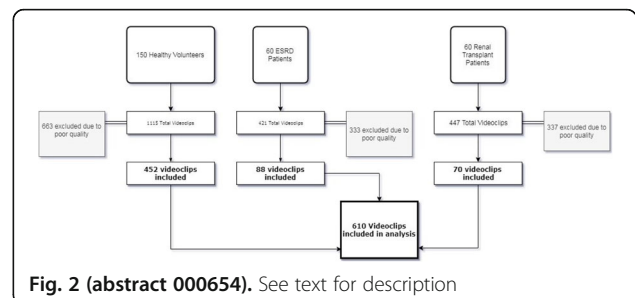 150 Healthy Volunteers
60 ESRD
Patients
60 Renal
Transplant
Patients
663 excluded due to
poor quality
1115 Total Videoclips
421 Total Videoclips
333 excluded due to
poor quality
447 Total Videoclips
337 excluded due to
poor quality
452 videoclips
included
88 videoclips
included
70 videoclips
included
610 Videoclips
included in analysis
Fig. 2 (abstract 000654). See text for description